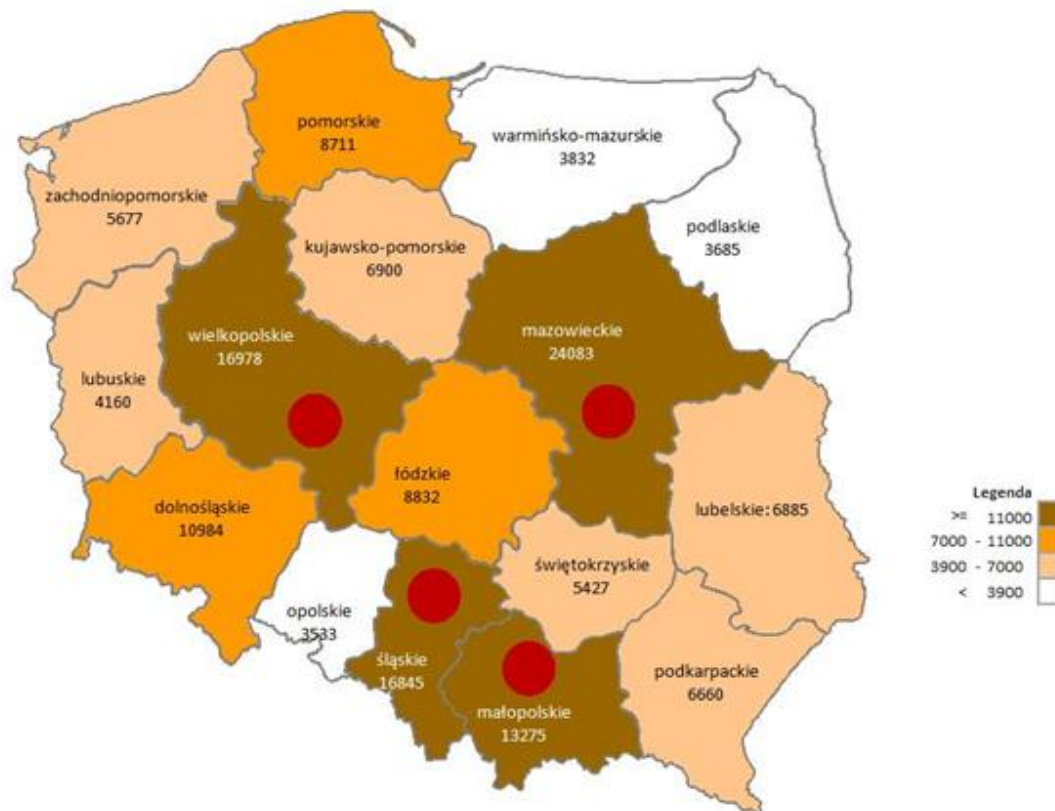 pomorskie
8711
warmińsko-mazurskie
3832
zachodniopomorskie
5677
podlaskie
3685
kujawsko-pomorskie
6900
wielkopolskie
16978
mazowieckie
24083
lubuskie
4160
łódzkie
8832
dolnośląskie
10984
lubelskie: 6885
świętokrzyskie
5427
opolskie
3533
śląskie
16845
podkarpackie
6660
małopolskie
13275
Legenda
>= 11000
7000 - 11000
3900 - 7000
< 3900